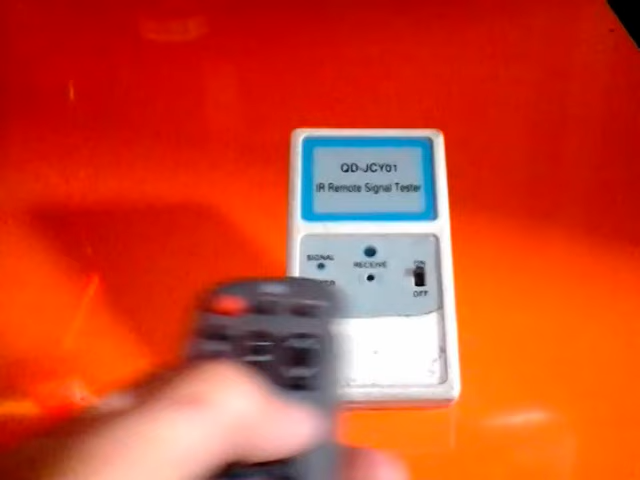 QD-JCY01
IR Remote Signal Tester
SIGNAL
RECEIVE
ON
OFF